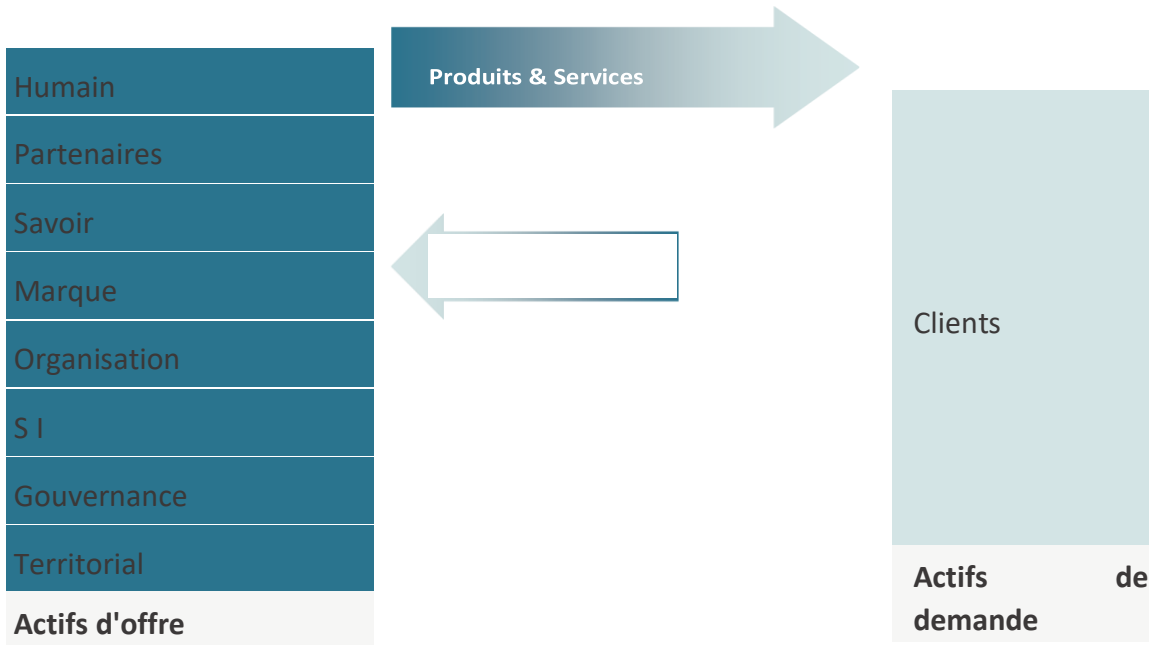 Produits & Services
Humain
Partenaires
Savoir
Marque
Organisation
S I
Gouvernance
Territorial
Actifs d'offre
Clients
Actifs de
demande